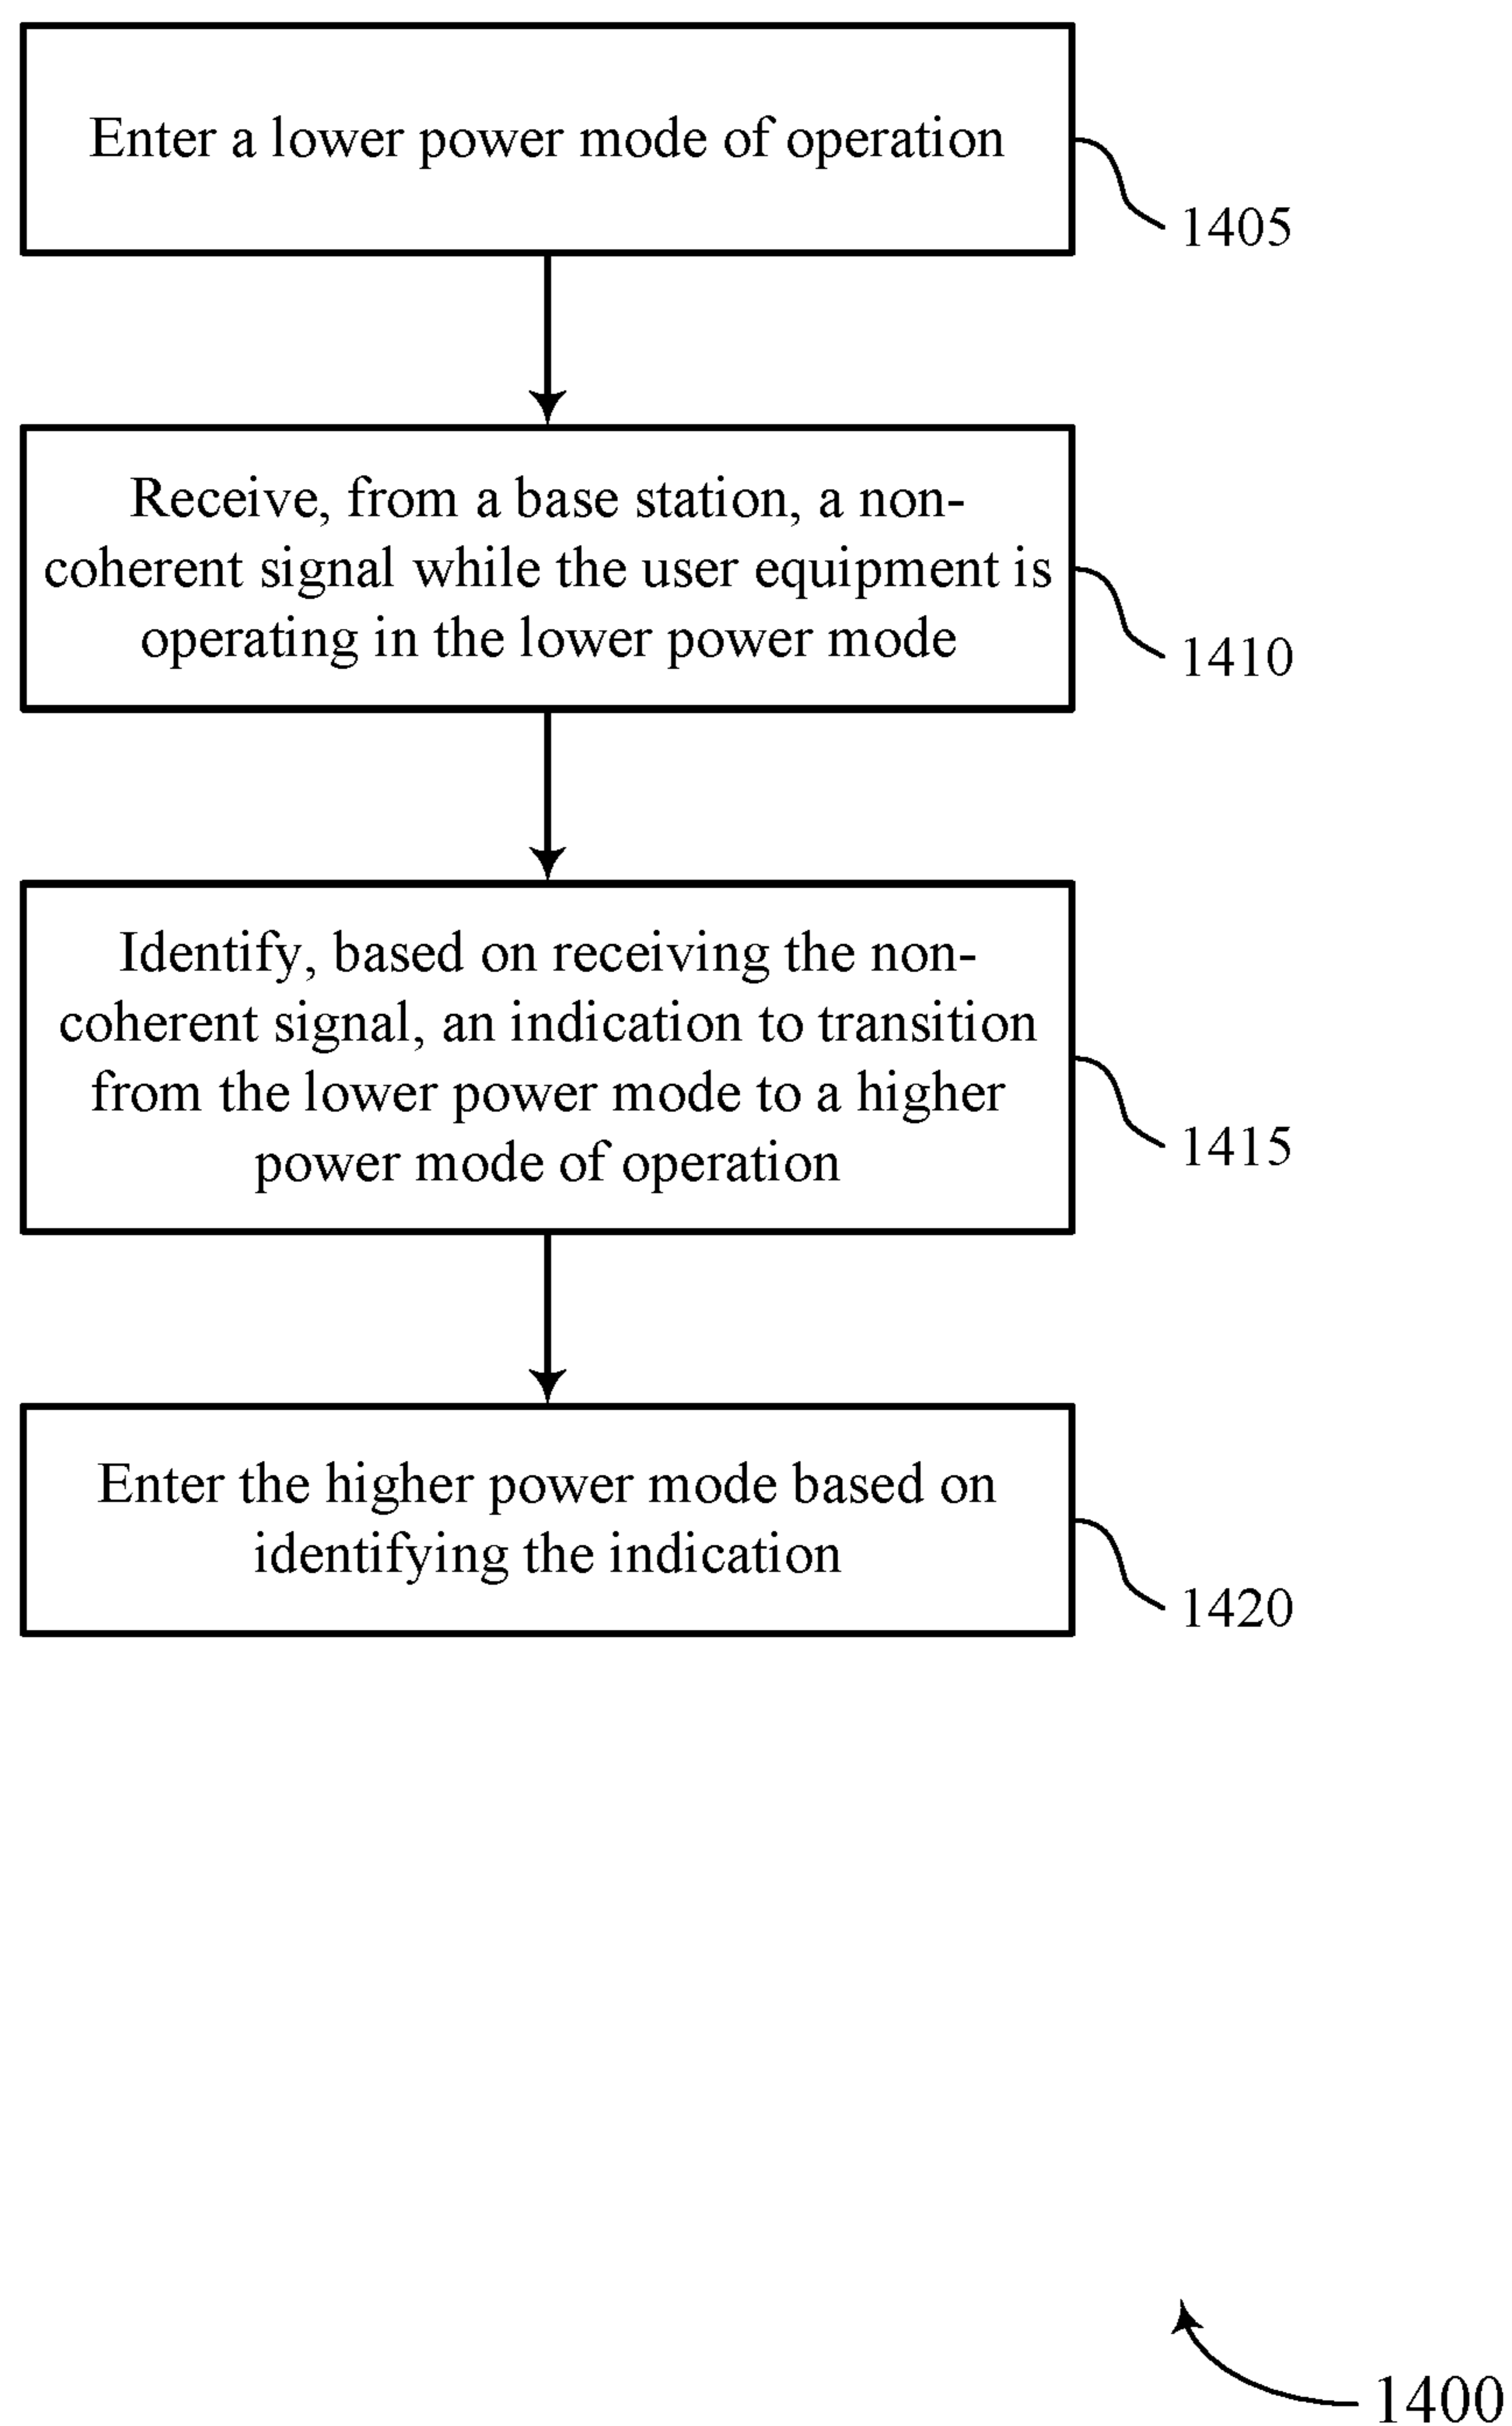 Enter a lower power mode of operation
1405
Receive, from a base station, a non-
coherent signal while the user equipment is
operating in the lower power mode
1410
Identify, based on receiving the non-
coherent signal, an indication to transition
from the lower power mode to a higher
power mode of operation
1415
Enter the higher power mode based on
identifying the indication
1420
1400